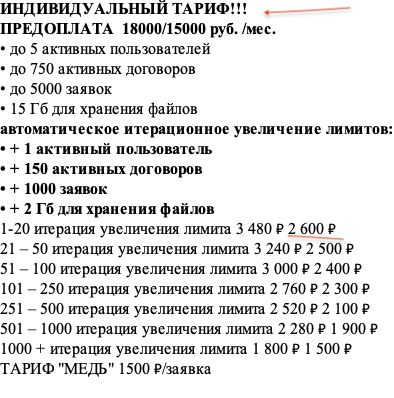 ИНДИВИДУАЛЬНЫЙ ТАРИФ!!!
ПРЕДОПЛАТА 18000/15000 руб. /мес.
• до 5 активных пользователей
• до 750 активных договоров
• до 5000 заявок
• 15 Гб для хранения файлов
автоматическое итерационное увеличение лимитов:
• + 1 активный пользователь
• + 150 активных договоров
• + 1000 заявок
• + 2 Гб для хранения файлов
1-20 итерация увеличения лимита 3 480 ₽ 2 600 ₽
21 – 50 итерация увеличения лимита 3 240 ₽ 2 500 ₽
51 – 100 итерация увеличения лимита 3 000 ₽ 2 400 ₽
101 – 250 итерация увеличения лимита 2 760 ₽ 2 300 ₽
251 – 500 итерация увеличения лимита 2 520 ₽ 2 100 ₽
501 – 1000 итерация увеличения лимита 2 280 ₽ 1 900 ₽
1000 + итерация увеличения лимита 1 800 ₽ 1 500 ₽
ТАРИФ "МЕДЬ" 1500 ₽/заявка